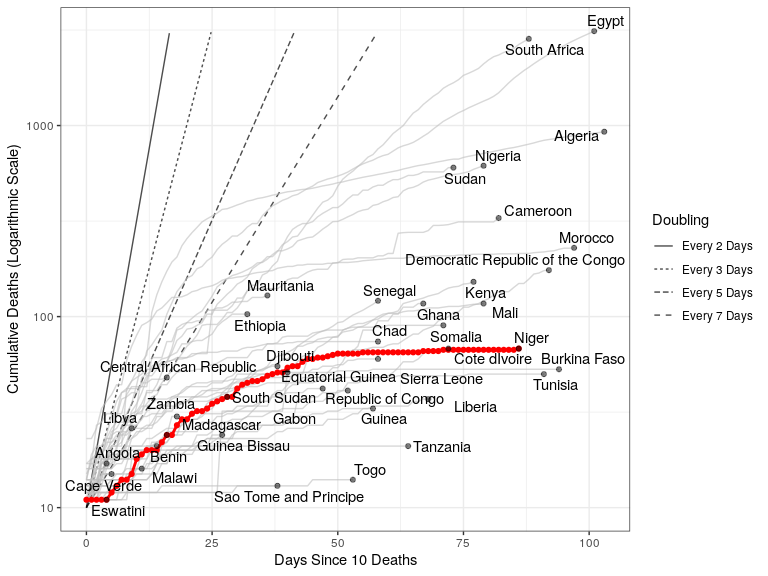 Egypt
South Africa
1000
Algeria
Nigeria
Sudan
Cameroon
Morocco
Democratic Republic of the Congo
Mauritania
Senegal
Kenya
Ghana
Mali
100
Ethiopia
Chad
Somalia
Niger
Djibouti
Cote dIvoire
Burkina Faso
Central African Republic
Equatorial Guinea
Sierra Leone
Tunisia
Zambia
South Sudan
Republic of Congo
Liberia
Libya
Madagascar
Gabon
Guinea
Angola
Benin
Guinea Bissau
Tanzania
Malawi
Togo
Cape Verde
Sao Tome and Principe
10
Eswatini
0
25
50
75
100
Days Since 10 Deaths
Cumulative Deaths (Logarithmic Scale)
Doubling
Every 2 Days
Every 3 Days
Every 5 Days
Every 7 Days